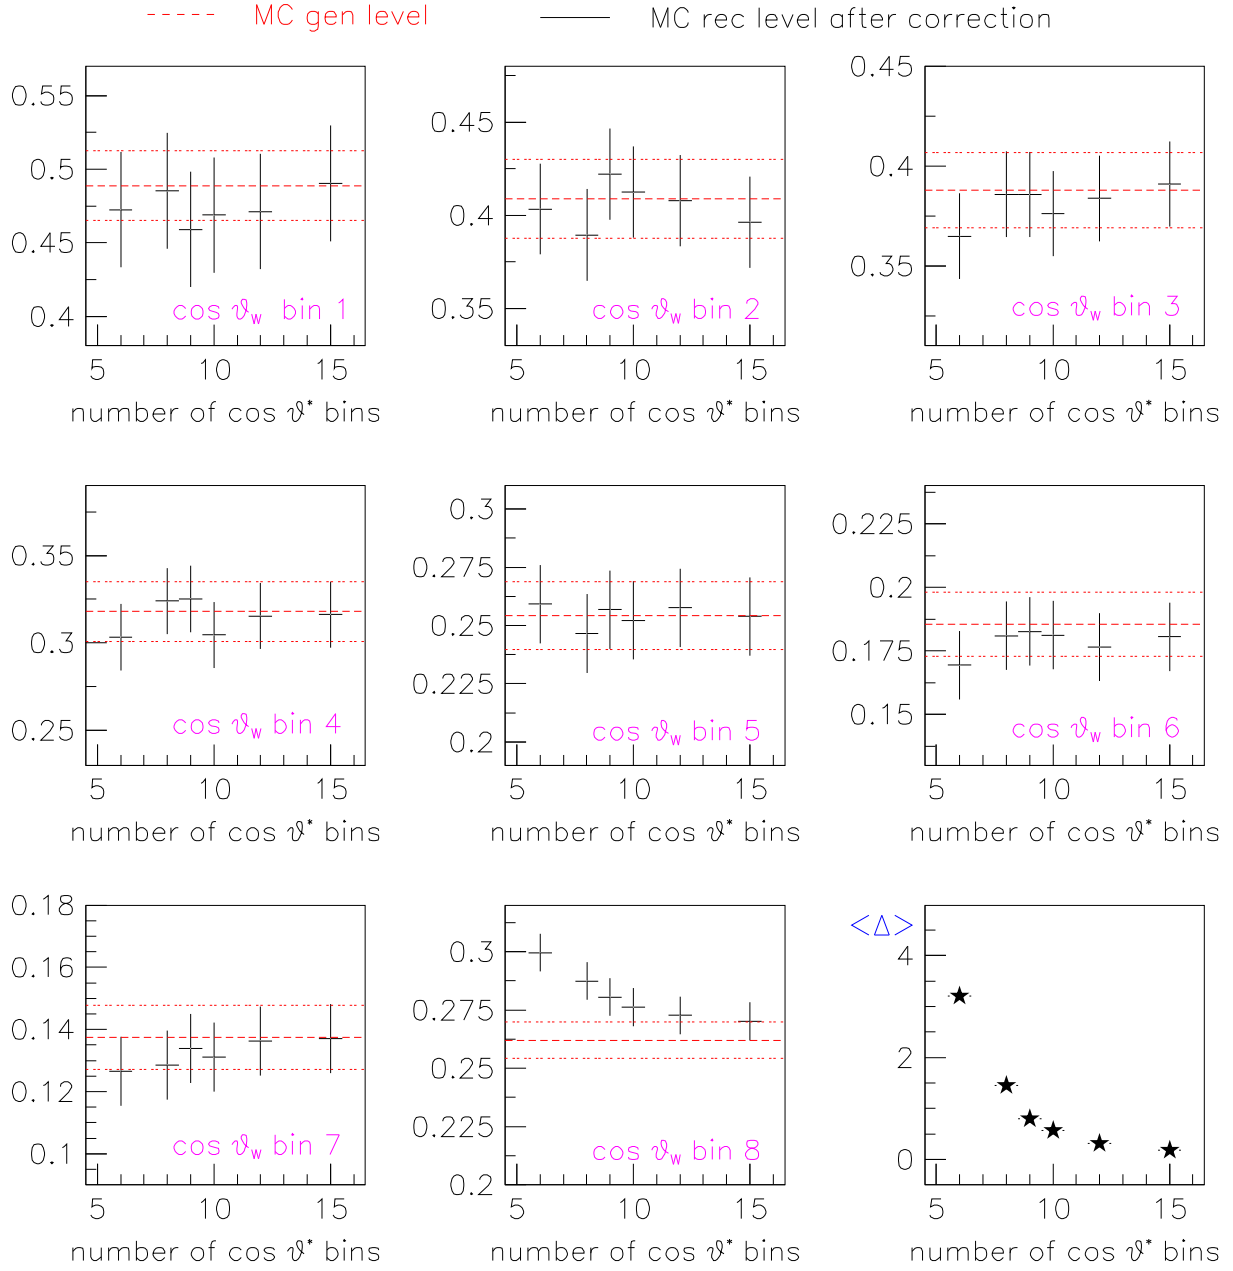 MC gen level MC rec level after correction
0.55
0.5
0.45
0.4
cos ϑ_W bin 1
5 10 15
number of cos ϑ* bins
0.45
0.4
0.35
cos ϑ_W bin 2
5 10 15
number of cos ϑ* bins
0.45
0.4
0.35
cos ϑ_W bin 3
5 10 15
number of cos ϑ* bins
0.35
0.3
0.25
cos ϑ_W bin 4
5 10 15
number of cos ϑ* bins
0.3
0.275
0.25
0.225
0.2
cos ϑ_W bin 5
5 10 15
number of cos ϑ* bins
0.225
0.2
0.175
0.15
cos ϑ_W bin 6
5 10 15
number of cos ϑ* bins
0.18
0.16
0.14
0.12
0.1
cos ϑ_W bin 7
5 10 15
number of cos ϑ* bins
0.3
0.275
0.25
0.225
0.2
cos ϑ_W bin 8
5 10 15
number of cos ϑ* bins
<Δ>
4
2
0
5 10 15
number of cos ϑ* bins